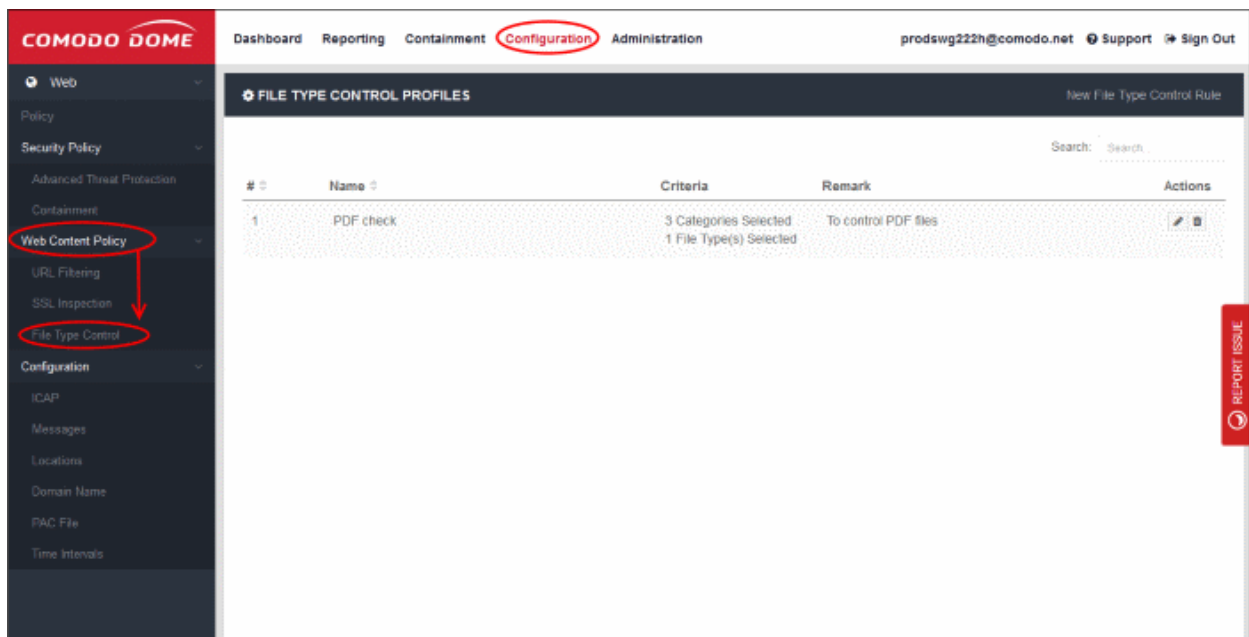 COMODO DOME
Dashboard Reporting Containment Configuration Administration prodswg222h@comodo.net Support Sign Out
Web
Policy
Security Policy
Advanced Threat Protection
Containment
Web Content Policy
URL Filtering
SSL Inspection
File Type Control
Configuration
ICAP
Messages
Locations
Domain Name
PAC File
Time Intervals
FILE TYPE CONTROL PROFILES New File Type Control Rule
Search: Search...
# Name Criteria Remark Actions
1 PDF check 3 Categories Selected To control PDF files
1 File Type(s) Selected
REPORT ISSUE